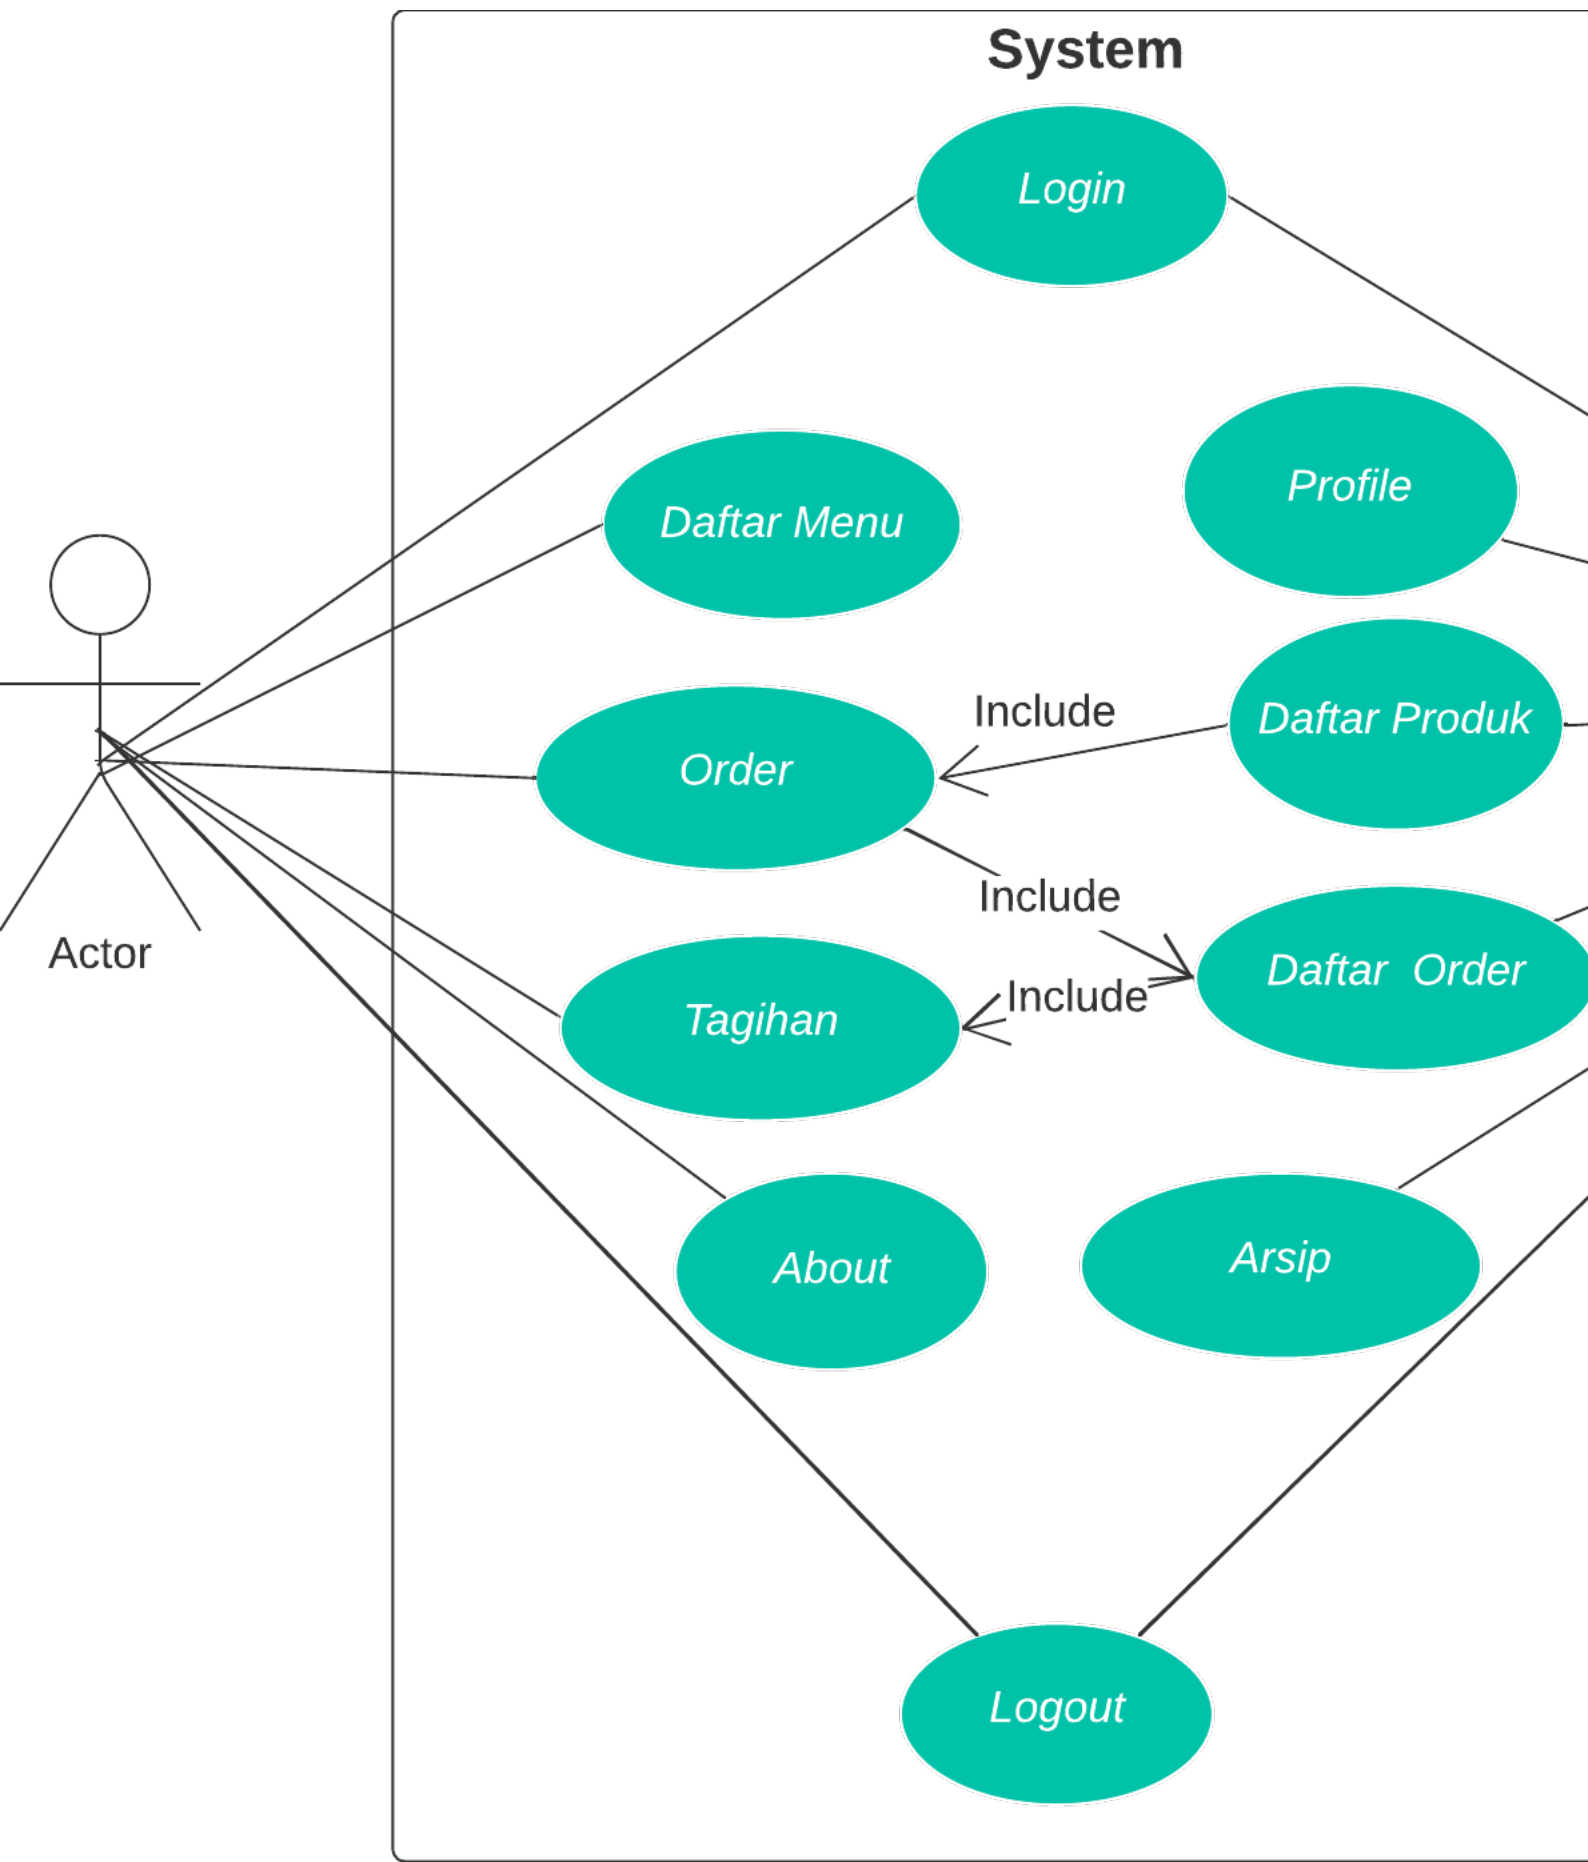 System
Login
Profile
Daftar Menu
Include
Daftar Produk
Order
Include
Actor
Daftar  Order
Include
Tagihan
About
Arsip
Logout